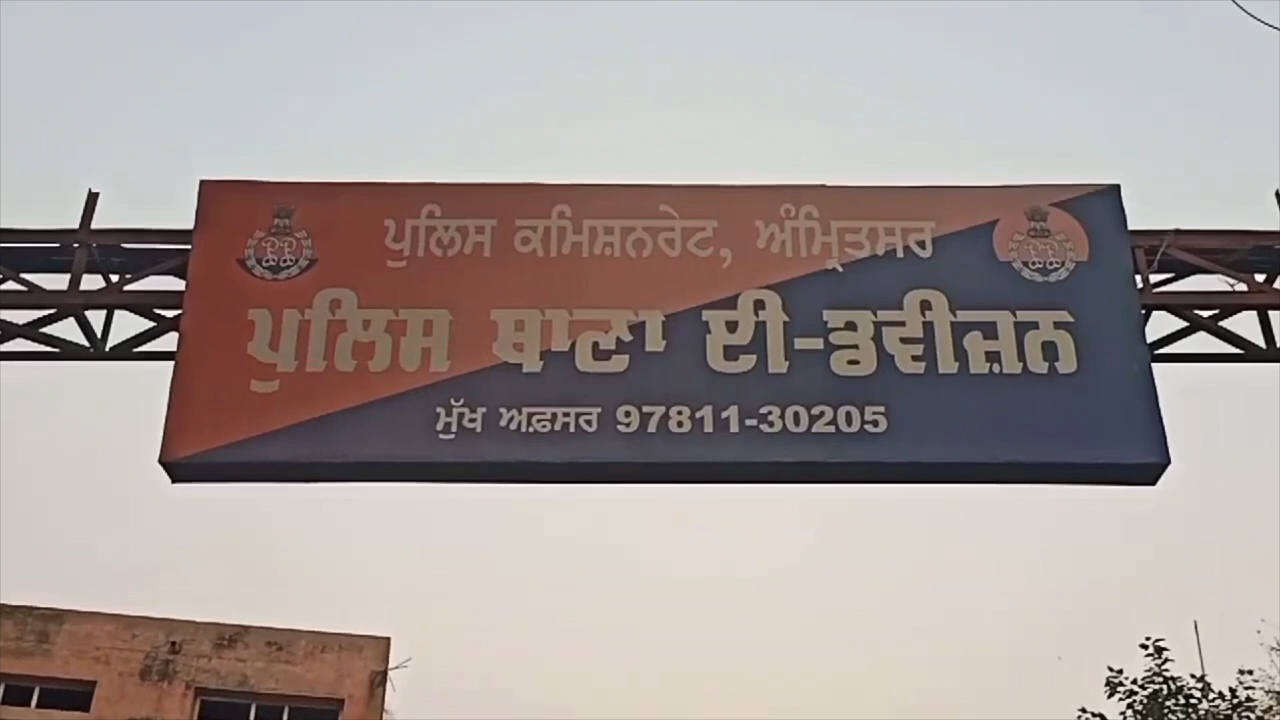 ਪੁਲਿਸ ਕਮਿਸ਼ਨਰੇਟ, ਅੰਮ੍ਰਿਤਸਰ
ਪੁਲਿਸ ਥਾਣਾ ਈ-ਡਵੀਜ਼ਨ
ਮੁੱਖ ਅਫ਼ਸਰ 97811-30205